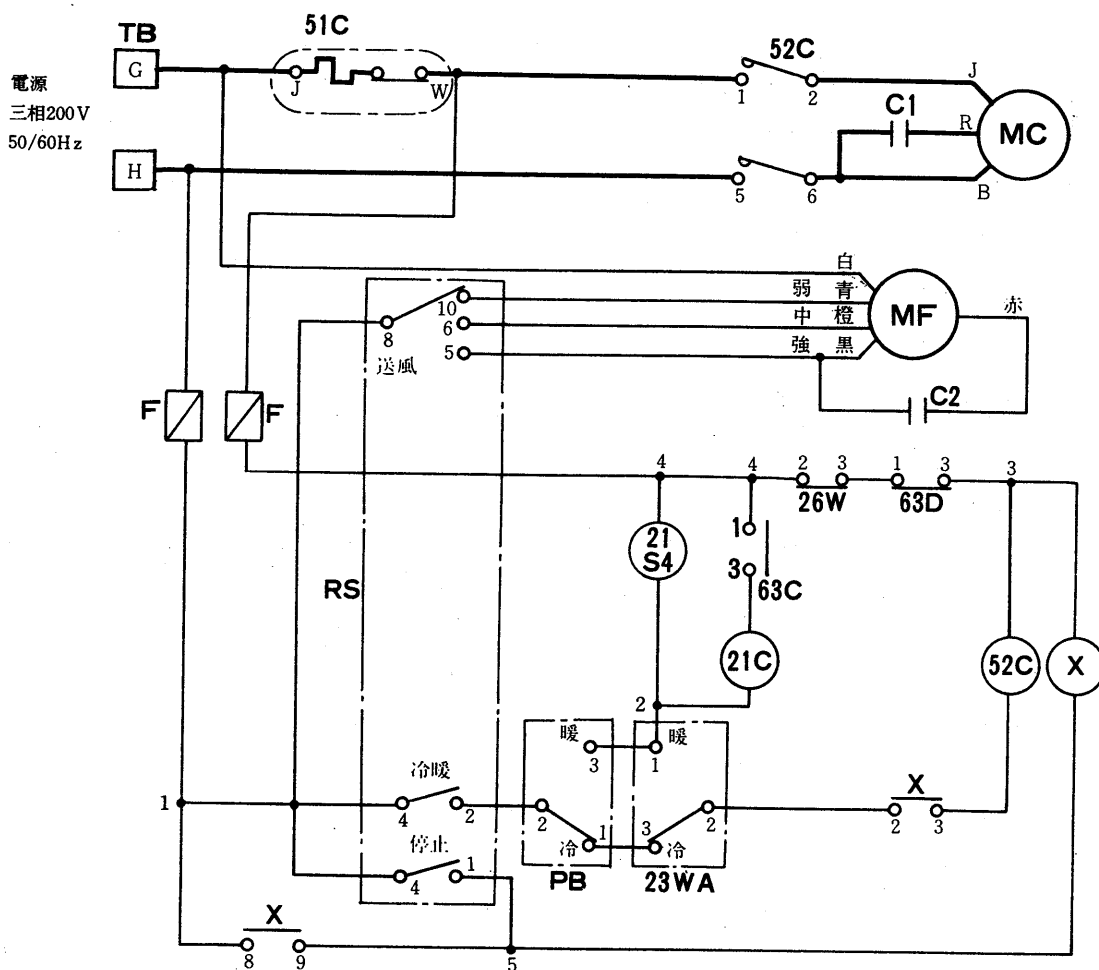 TB
51C
G
電源
三相200V
50/60Hz
J
W
52C
1
2
J
C1
R
MC
H
5
6
B
白
弱 青
10
中 橙
6
8
強 黒
5
送風
MF
赤
C2
F
F
4
4
2
3
1
3
3
26W
63D
21
S4
1
3
63C
RS
21C
52C
X
2
暖
3
暖
1
冷暖
1
4
2
2
1
冷
3
冷
2
X
2
3
停止
4
1
PB
23WA
X
8
9
5